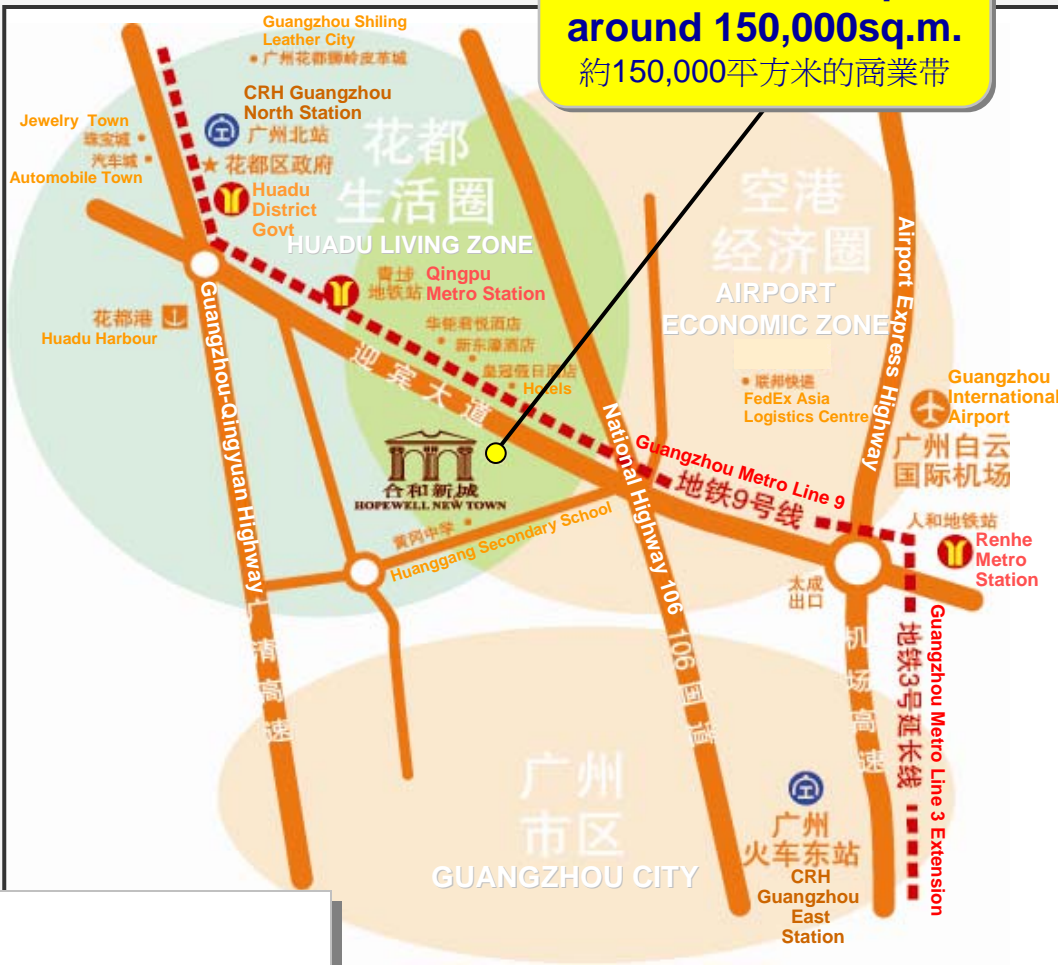 around 150,000sq.m.
約150,000平方米的商業帶
Guangzhou Shiling
Leather City
广州花都狮岭皮革城
CRH Guangzhou
North Station
广州北站
Jewelry Town
珠宝城
汽车城
Automobile Town
花都区政府
Huadu
District
Govt
花都
生活圈
HUADU LIVING ZONE
空港
经济圈
AIRPORT
ECONOMIC ZONE
Qingpu
Metro Station
地铁站
花都港
Huadu Harbour
华钜君悦酒店
新东濠酒店
皇冠假日酒店
Hotels
迎宾大道
联邦快递
FedEx Asia
Logistics Centre
Airport Express Highway
Guangzhou
International
Airport
广州白云
国际机场
Guangzhou-Qingyuan Highway
广清高速
National Highway 106
106国道
合和新城
HOPEWELL NEW TOWN
Guangzhou Metro Line 9
地铁9号线
黄冈中学
Huanggang Secondary School
人和地铁站
Renhe
Metro
Station
太成
出口
机场高速
地铁3号延长线
Guangzhou Metro Line 3 Extension
广州
市区
GUANGZHOU CITY
广州
火车东站
CRH
Guangzhou
East
Station